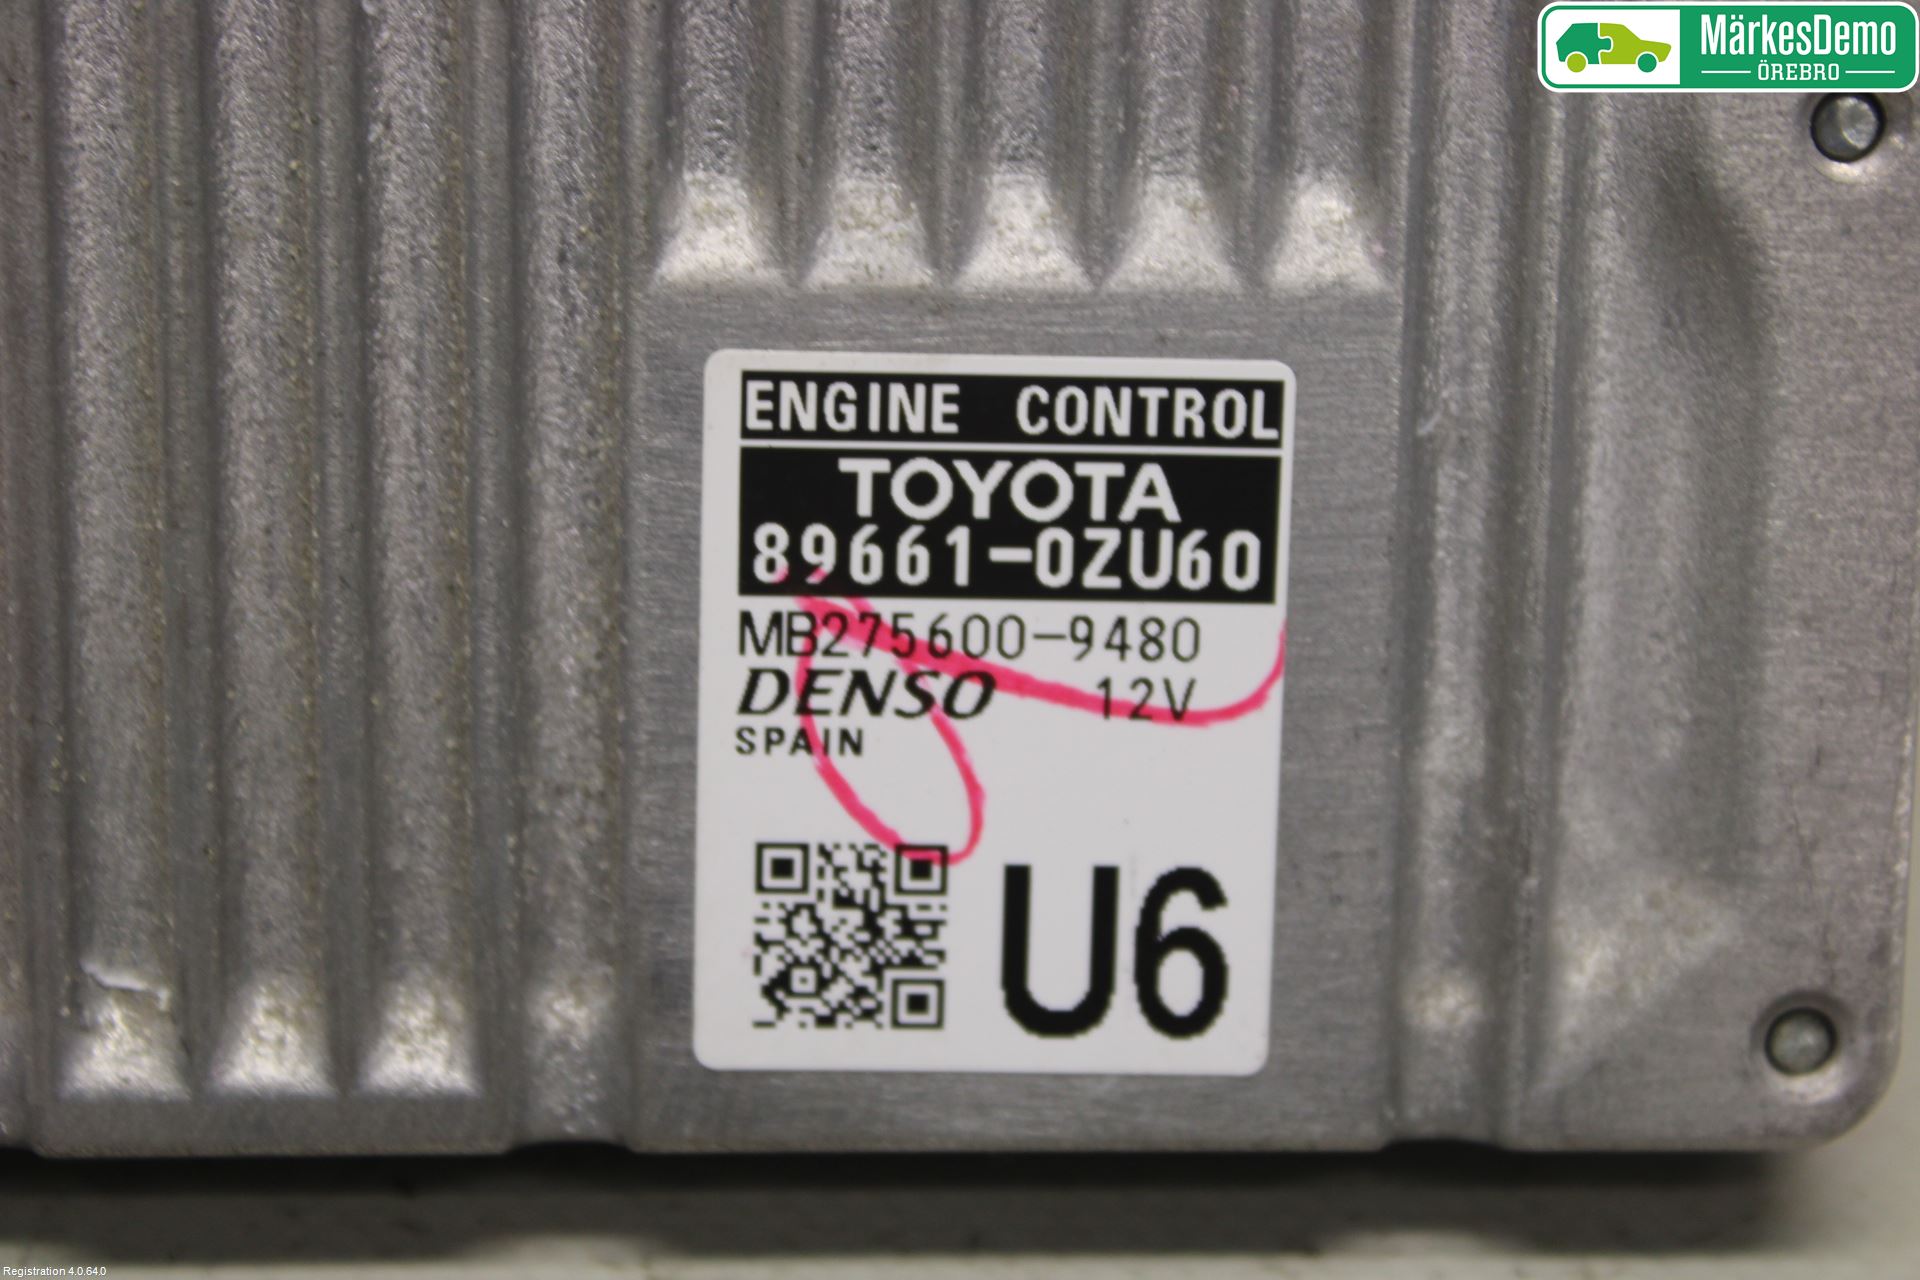 MärkesDemo
ÖREBRO
ENGINE CONTROL
TOYOTA
89661-0ZU60
MB275600-9480
DENSO 12V
SPAIN
U6
Registration 4.0.64.0